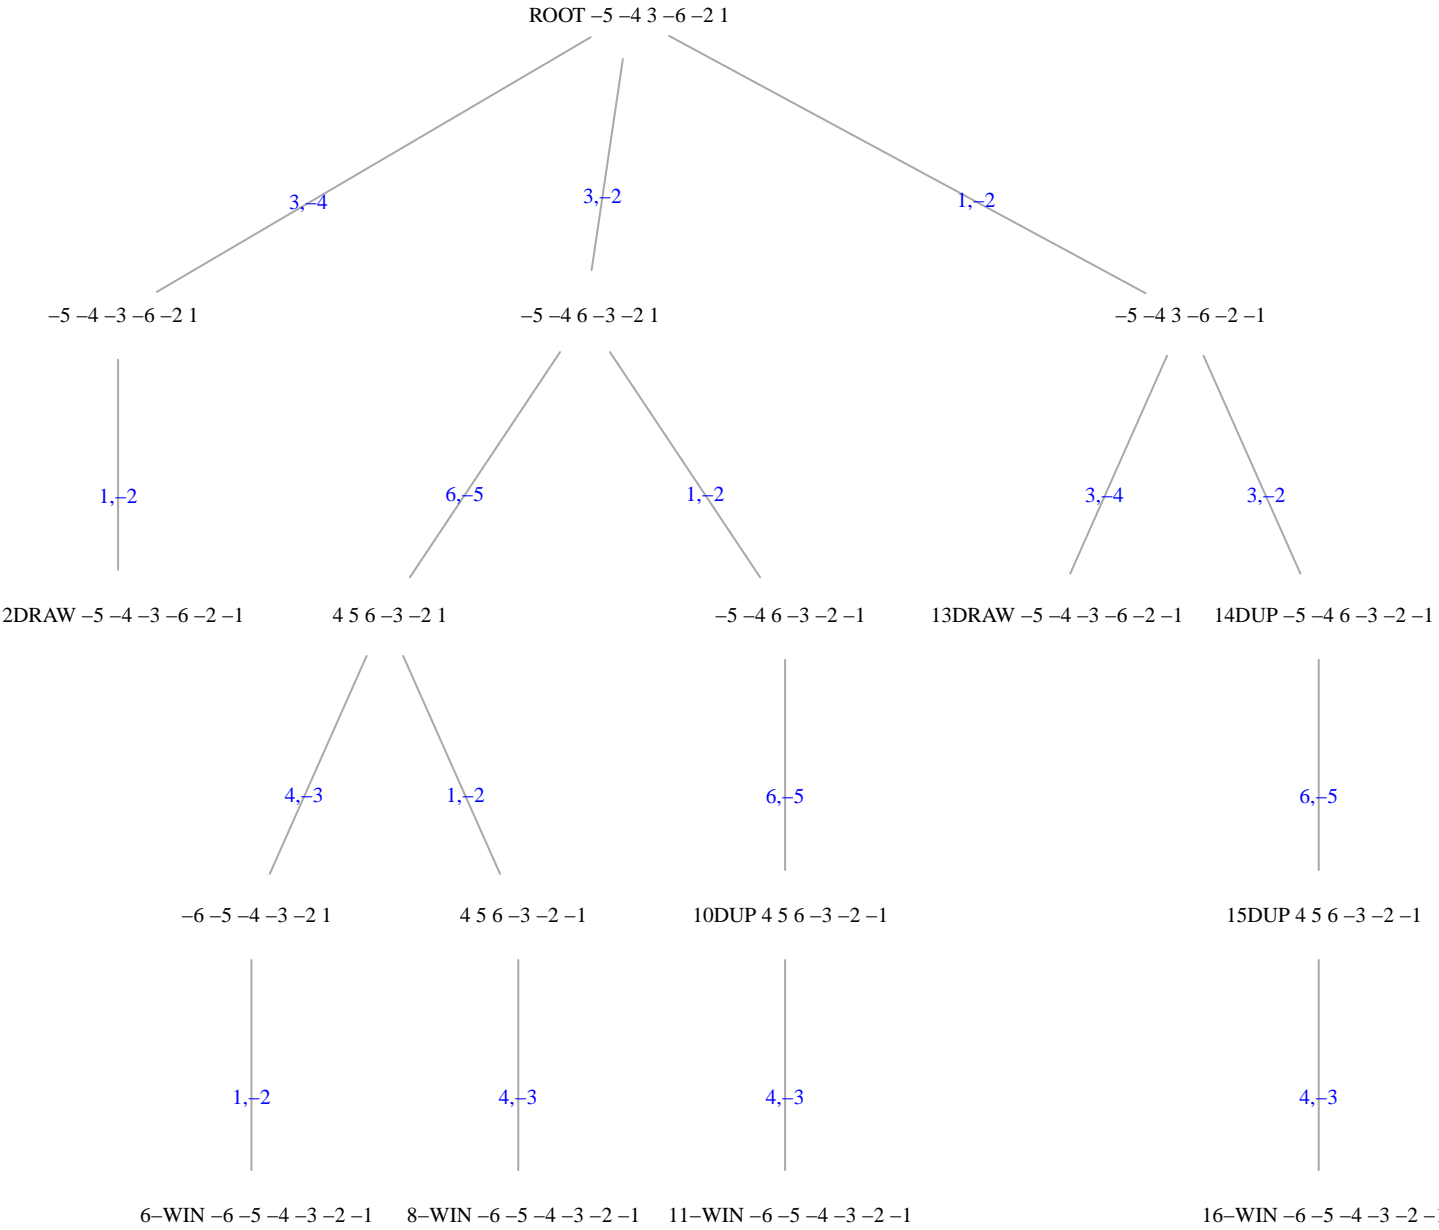 ROOT –5 –4 3 –6 –2 1
3,–4
3,–2
1,–2
–5 –4 –3 –6 –2 1
–5 –4 6 –3 –2 1
–5 –4 3 –6 –2 –1
1,–2
6,–5
1,–2
3,–4
3,–2
2DRAW –5 –4 –3 –6 –2 –1
4 5 6 –3 –2 1
–5 –4 6 –3 –2 –1
13DRAW –5 –4 –3 –6 –2 –1
14DUP –5 –4 6 –3 –2 –1
4,–3
1,–2
6,–5
6,–5
–6 –5 –4 –3 –2 1
4 5 6 –3 –2 –1
10DUP 4 5 6 –3 –2 –1
15DUP 4 5 6 –3 –2 –1
1,–2
4,–3
4,–3
4,–3
6–WIN –6 –5 –4 –3 –2 –1
8–WIN –6 –5 –4 –3 –2 –1
11–WIN –6 –5 –4 –3 –2 –1
16–WIN –6 –5 –4 –3 –2